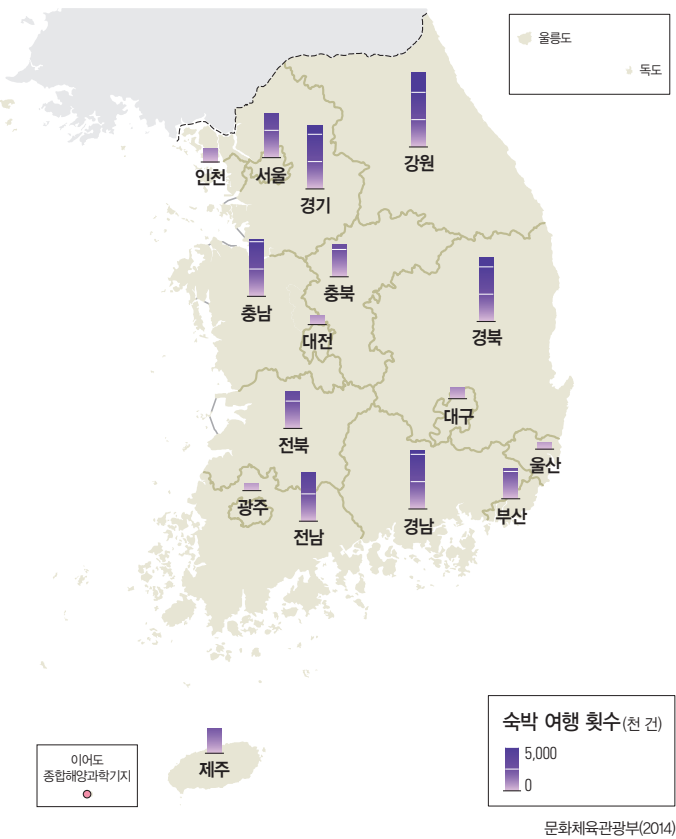 울릉도
독도
강원
인천
서울
경기
충북
충남
대전
경북
대구
전북
울산
광주
전남
경남
부산
제주
이어도
종합해양과학기지
숙박 여행 횟수(천 건)
5,000
0
문화체육관광부(2014)